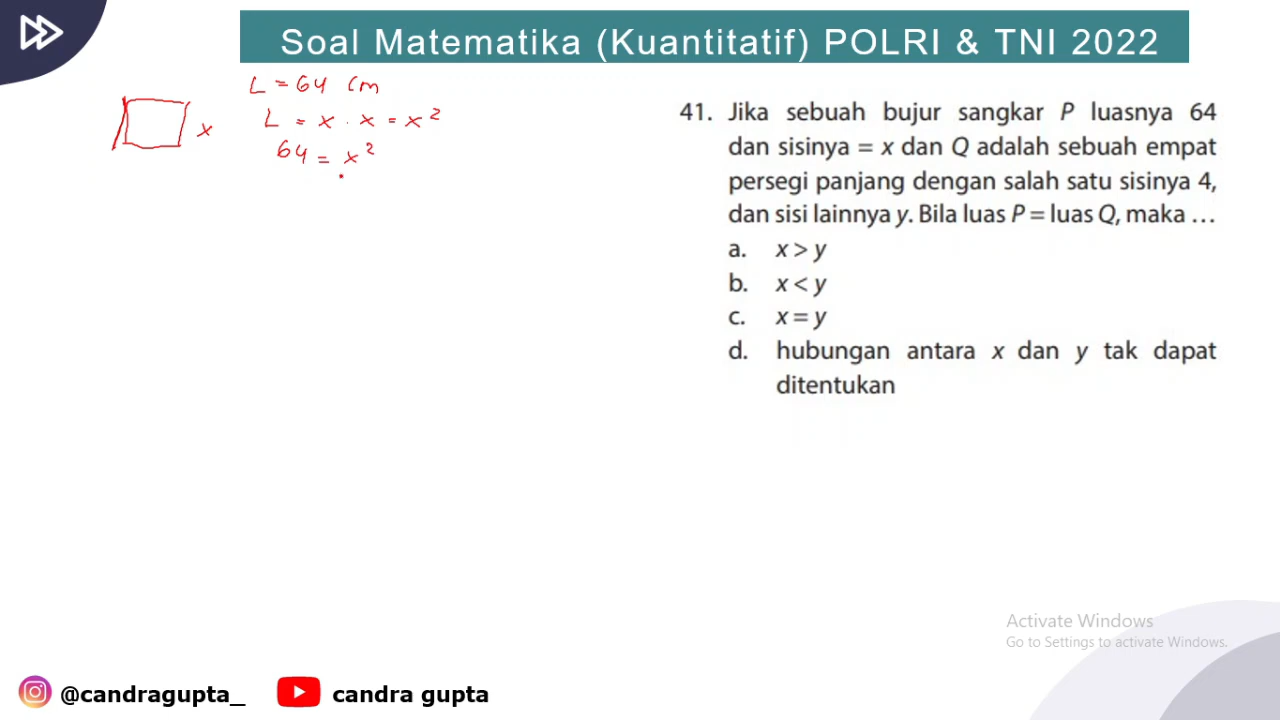 Soal Matematika (Kuantitatif) POLRI & TNI 2022
L = 64 cm
L = x . x = x²
64 = x²
x
41. Jika sebuah bujur sangkar P luasnya 64
dan sisinya = x dan Q adalah sebuah empat
persegi panjang dengan salah satu sisinya 4,
dan sisi lainnya y. Bila luas P = luas Q, maka ...
a. x > y
b. x < y
c. x = y
d. hubungan antara x dan y tak dapat
ditentukan
Activate Windows
Go to Settings to activate Windows.
@candragupta_
candra gupta